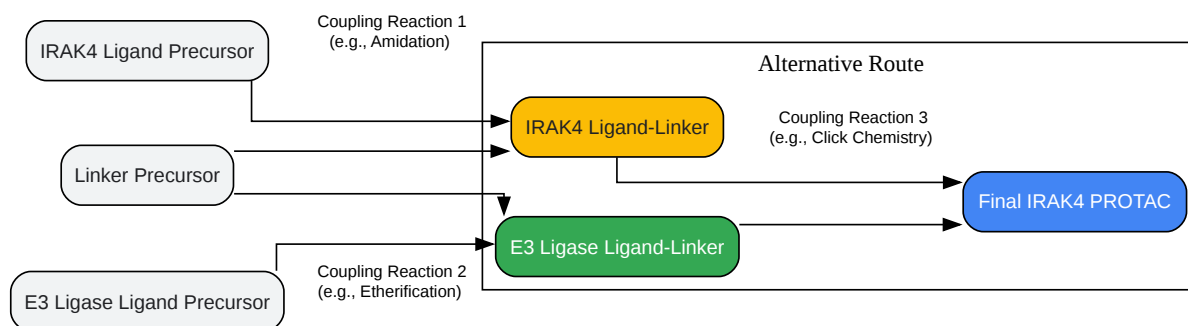 Coupling Reaction 1
(e.g., Amidation)
IRAK4 Ligand Precursor
Alternative Route
IRAK4 Ligand-Linker
Coupling Reaction 3
(e.g., Click Chemistry)
Linker Precursor
Final IRAK4 PROTAC
E3 Ligase Ligand-Linker
Coupling Reaction 2
(e.g., Etherification)
E3 Ligase Ligand Precursor